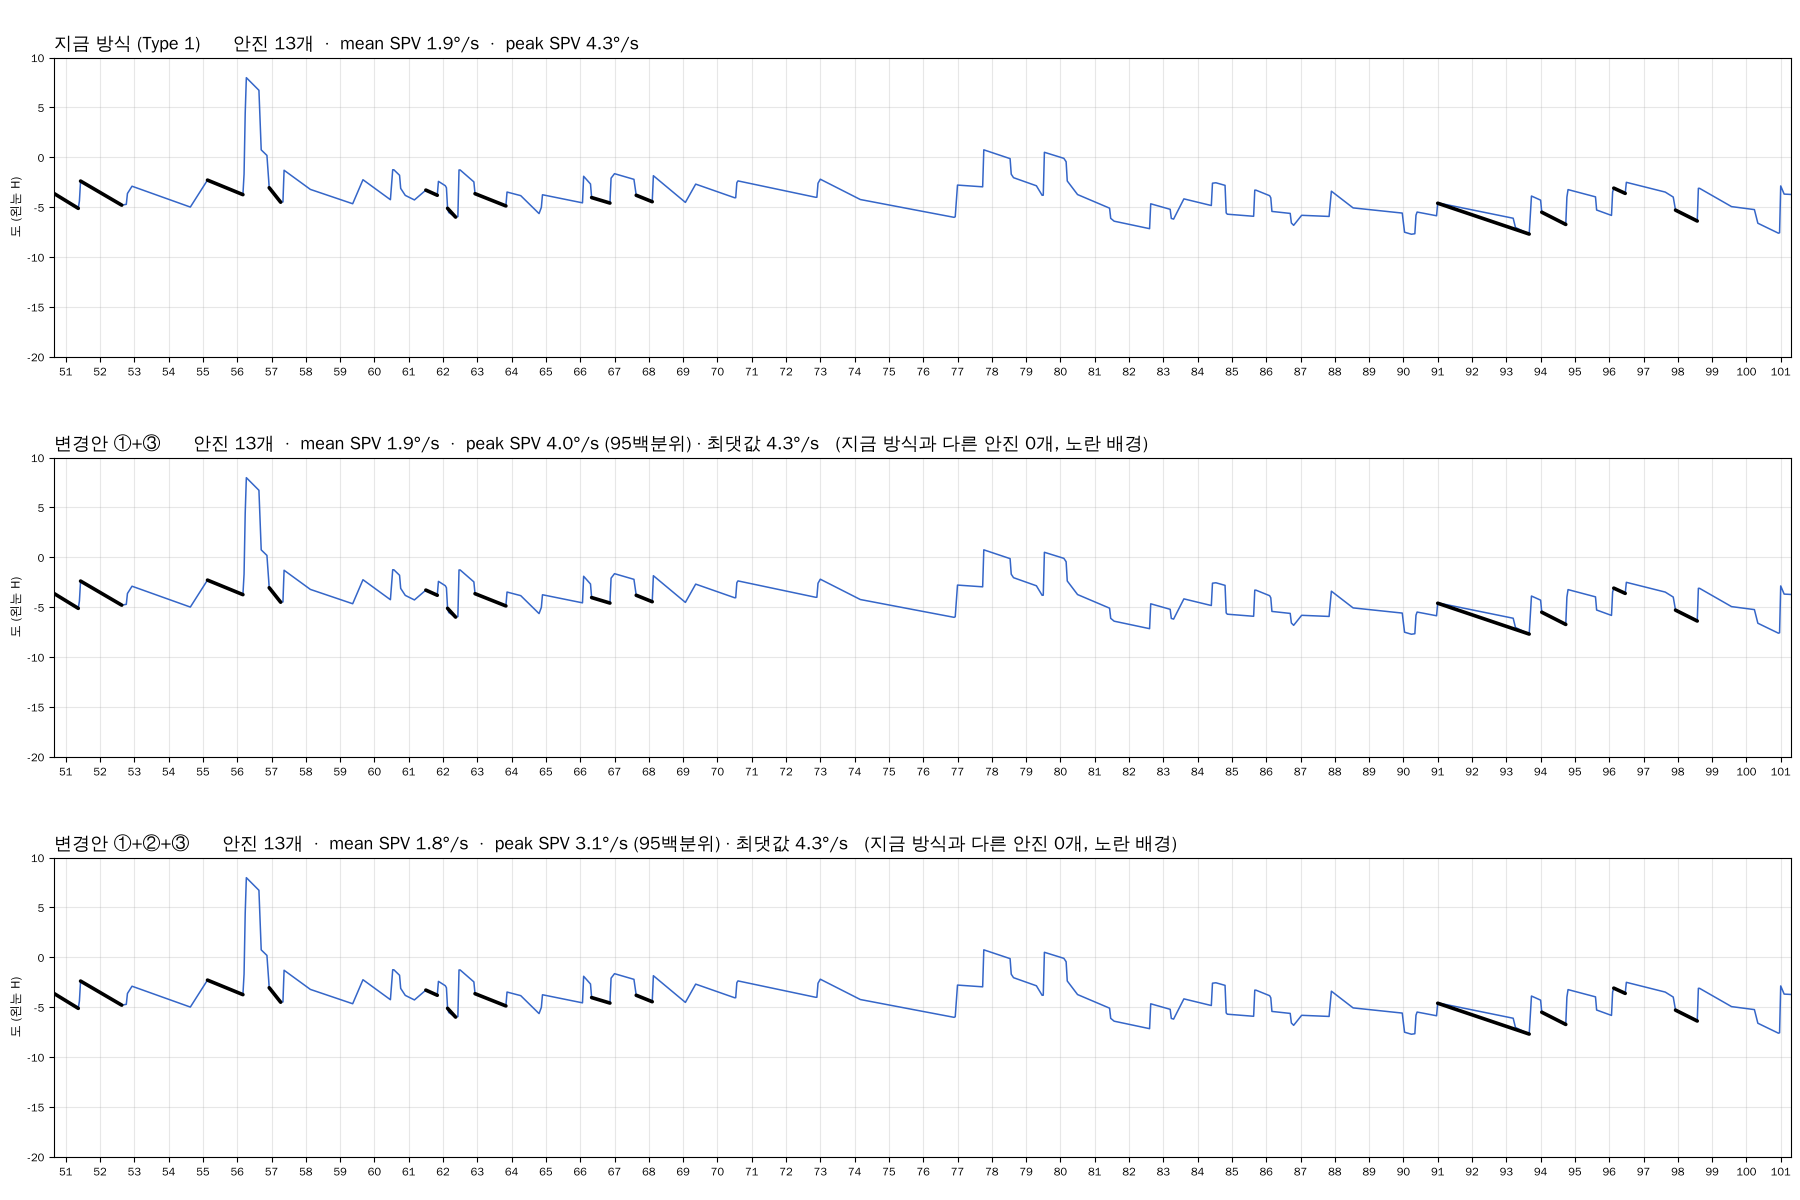 지금 방식 (Type 1) 안진 13개 · mean SPV 1.9°/s · peak SPV 4.3°/s
10
5
0
-5
-10
-15
-20
도 (왼눈 H)
51 52 53 54 55 56 57 58 59 60 61 62 63 64 65 66 67 68 69 70 71 72 73 74 75 76 77 78 79 80 81 82 83 84 85 86 87 88 89 90 91 92 93 94 95 96 97 98 99 100 101
변경안 ①+③ 안진 13개 · mean SPV 1.9°/s · peak SPV 4.0°/s (95백분위) · 최댓값 4.3°/s (지금 방식과 다른 안진 0개, 노란 배경)
10
5
0
-5
-10
-15
-20
도 (왼눈 H)
51 52 53 54 55 56 57 58 59 60 61 62 63 64 65 66 67 68 69 70 71 72 73 74 75 76 77 78 79 80 81 82 83 84 85 86 87 88 89 90 91 92 93 94 95 96 97 98 99 100 101
변경안 ①+②+③ 안진 13개 · mean SPV 1.8°/s · peak SPV 3.1°/s (95백분위) · 최댓값 4.3°/s (지금 방식과 다른 안진 0개, 노란 배경)
10
5
0
-5
-10
-15
-20
도 (왼눈 H)
51 52 53 54 55 56 57 58 59 60 61 62 63 64 65 66 67 68 69 70 71 72 73 74 75 76 77 78 79 80 81 82 83 84 85 86 87 88 89 90 91 92 93 94 95 96 97 98 99 100 101